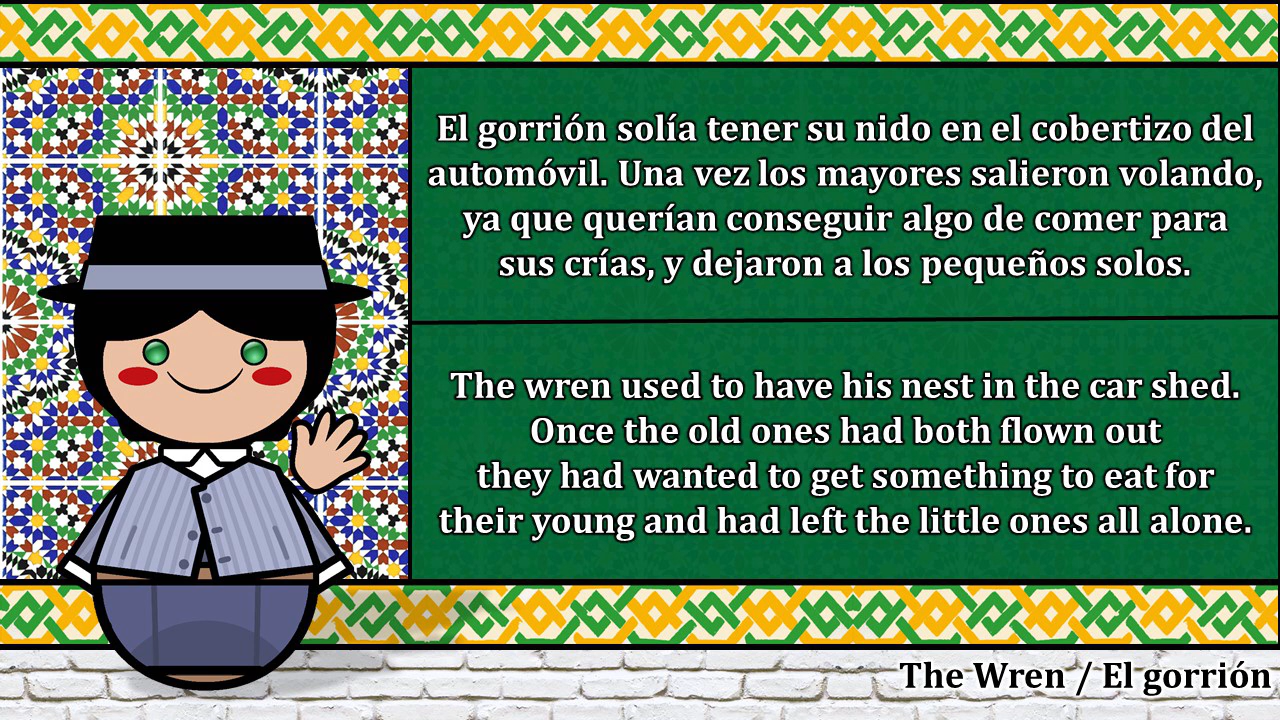 El gorrión solía tener su nido en el cobertizo del
automóvil. Una vez los mayores salieron volando,
ya que querían conseguir algo de comer para
sus crías, y dejaron a los pequeños solos.
The wren used to have his nest in the car shed.
Once the old ones had both flown out
they had wanted to get something to eat for
their young and had left the little ones all alone.
The Wren / El gorrión